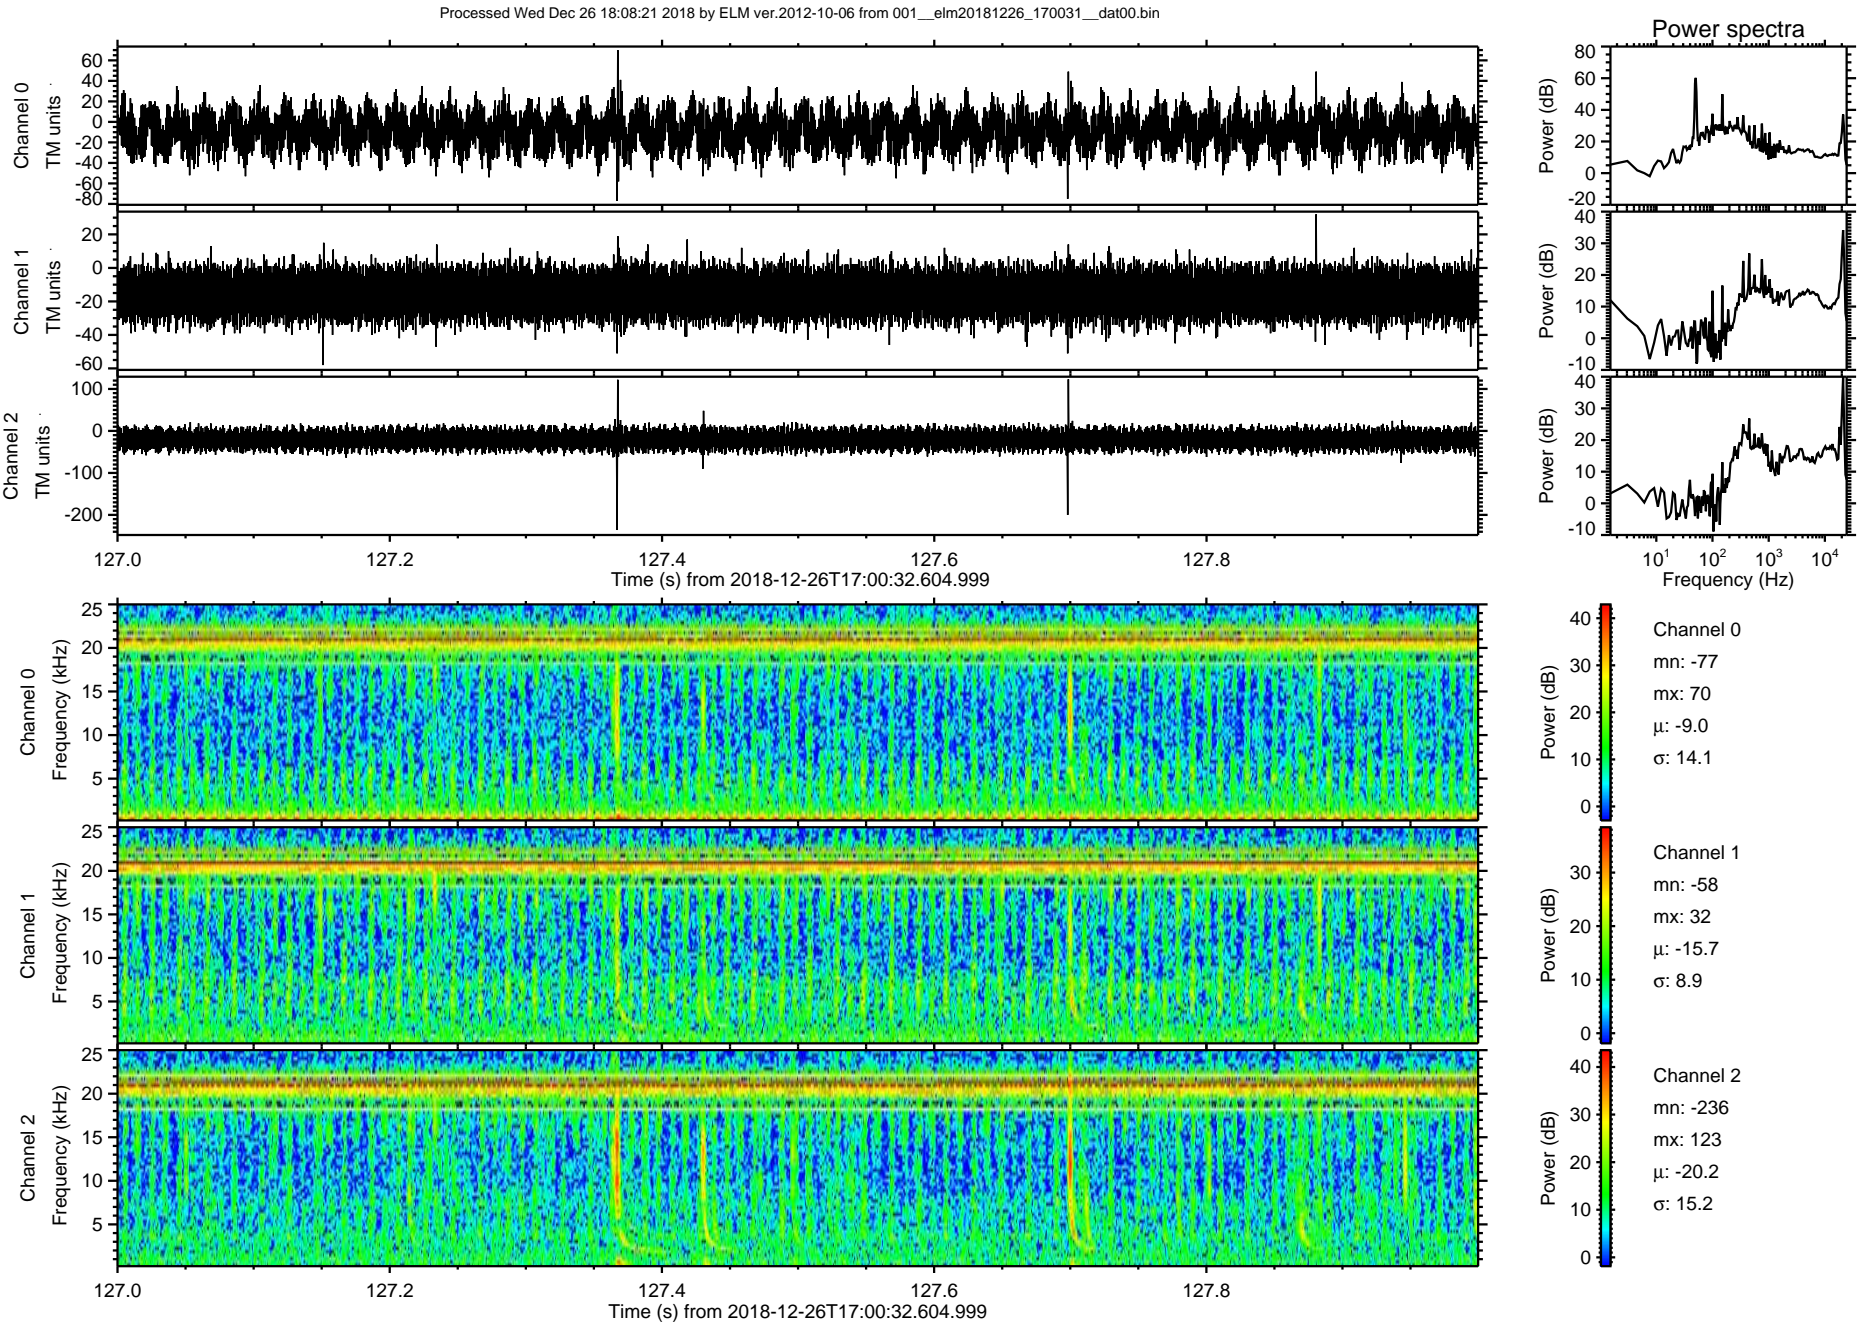 Processed Wed Dec 26 18:08:21 2018 by ELM ver.2012-10-06 from 001__elm20181226_170031__dat00.bin
Power spectra
Channel 0
TM units
60
40
20
0
-20
-40
-60
-80
Power (dB)
80
60
40
20
0
-20
Channel 1
TM units
20
0
-20
-40
-60
Power (dB)
40
30
20
10
0
-10
Channel 2
TM units
100
0
-100
-200
Power (dB)
40
30
20
10
0
-10
127.0 127.2 127.4 127.6 127.8
Time (s) from 2018-12-26T17:00:32.604.999
10¹ 10² 10³ 10⁴
Frequency (Hz)
Channel 0
Frequency (kHz)
25
20
15
10
5
Power (dB)
40
30
20
10
0
Channel 0
mn: -77
mx: 70
μ: -9.0
σ: 14.1
Channel 1
Frequency (kHz)
25
20
15
10
5
Power (dB)
30
20
10
0
Channel 1
mn: -58
mx: 32
μ: -15.7
σ: 8.9
Channel 2
Frequency (kHz)
25
20
15
10
5
Power (dB)
40
30
20
10
0
Channel 2
mn: -236
mx: 123
μ: -20.2
σ: 15.2
127.0 127.2 127.4 127.6 127.8
Time (s) from 2018-12-26T17:00:32.604.999